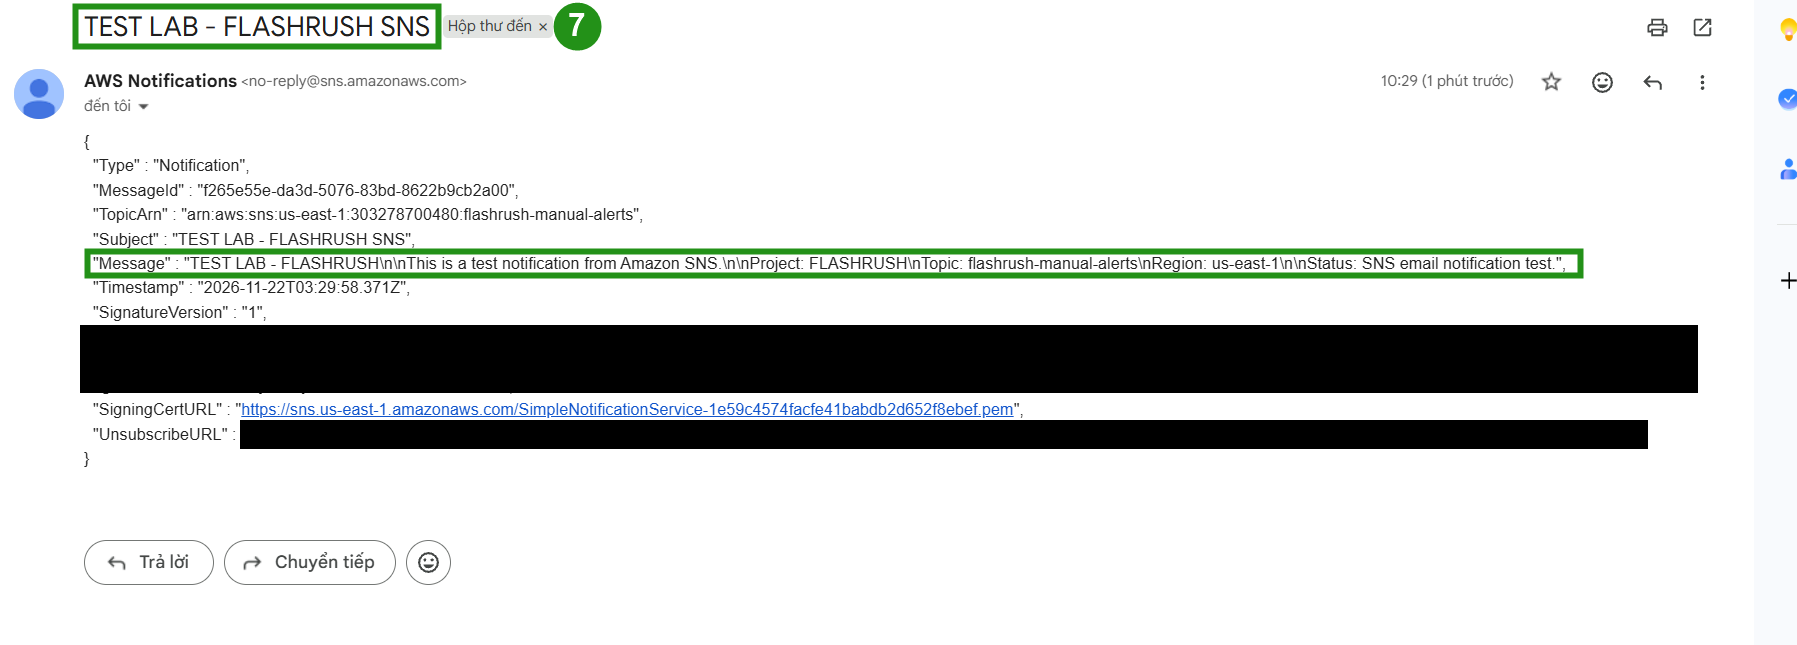 TEST LAB - FLASHRUSH SNS Hộp thư đến × 7
AWS Notifications <no-reply@sns.amazonaws.com> 10:29 (1 phút trước)
đến tôi
{
"Type" : "Notification",
"MessageId" : "f265e55e-da3d-5076-83bd-8622b9cb2a00",
"TopicArn" : "arn:aws:sns:us-east-1:303278700480:flashrush-manual-alerts",
"Subject" : "TEST LAB - FLASHRUSH SNS",
"Message" : "TEST LAB - FLASHRUSH\n\nThis is a test notification from Amazon SNS.\n\nProject: FLASHRUSH\nTopic: flashrush-manual-alerts\nRegion: us-east-1\n\nStatus: SNS email notification test.",
"Timestamp" : "2026-11-22T03:29:58.371Z",
"SignatureVersion" : "1",
"SigningCertURL" : "https://sns.us-east-1.amazonaws.com/SimpleNotificationService-1e59c4574facfe41babdb2d652f8ebef.pem",
"UnsubscribeURL" :
}
Trả lời
Chuyển tiếp